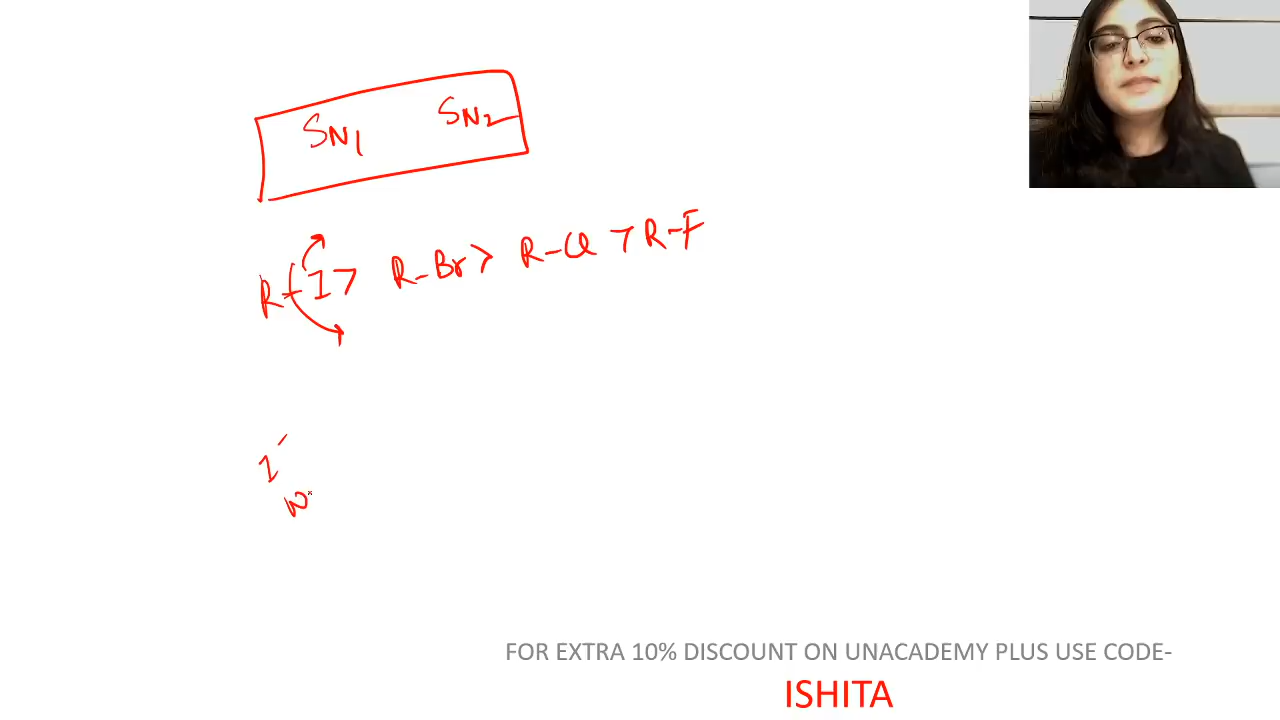 SN1 SN2
R-I > R-Br > R-Cl > R-F
I⁻
FOR EXTRA 10% DISCOUNT ON UNACADEMY PLUS USE CODE-
ISHITA